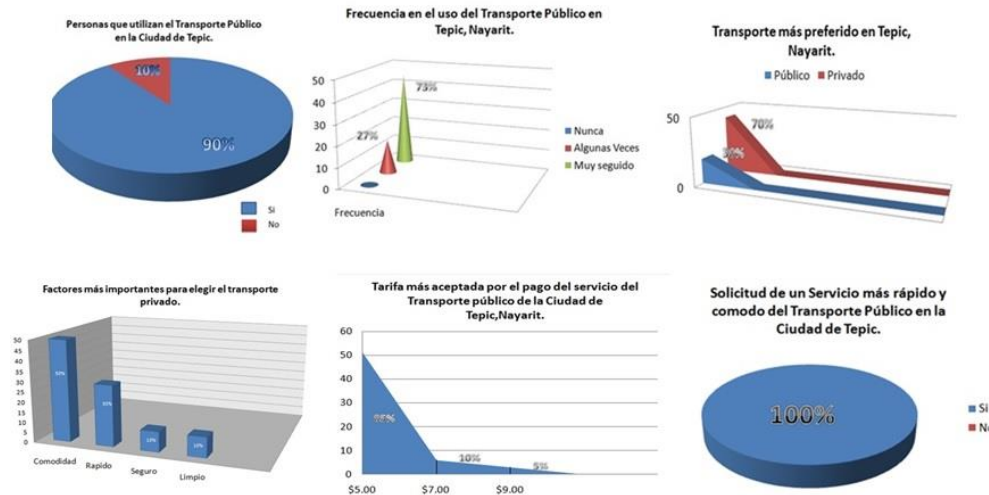 Personas que utilizan el Transporte Público
en la Ciudad de Tepic.
10%
90%
Si
No
Frecuencia en el uso del Transporte Público en
Tepic, Nayarit.
50
40
30
20
10
0
73%
27%
Nunca
Algunas Veces
Muy seguido
Frecuencia
Transporte más preferido en Tepic,
Nayarit.
Público
Privado
50
0
70%
30%
Factores más importantes para elegir el transporte
privado.
50
45
40
35
30
25
20
15
10
5
0
50%
30%
10%
10%
Comodidad
Rapido
Seguro
Limpio
Tarifa más aceptada por el pago del servicio del
Transporte público de la Ciudad de
Tepic,Nayarit.
60
50
40
30
20
10
0
10%
5%
$5.00
$7.00
$9.00
Solicitud de un Servicio más rápido y
comodo del Transporte Público en la
Ciudad de Tepic.
100%
Si